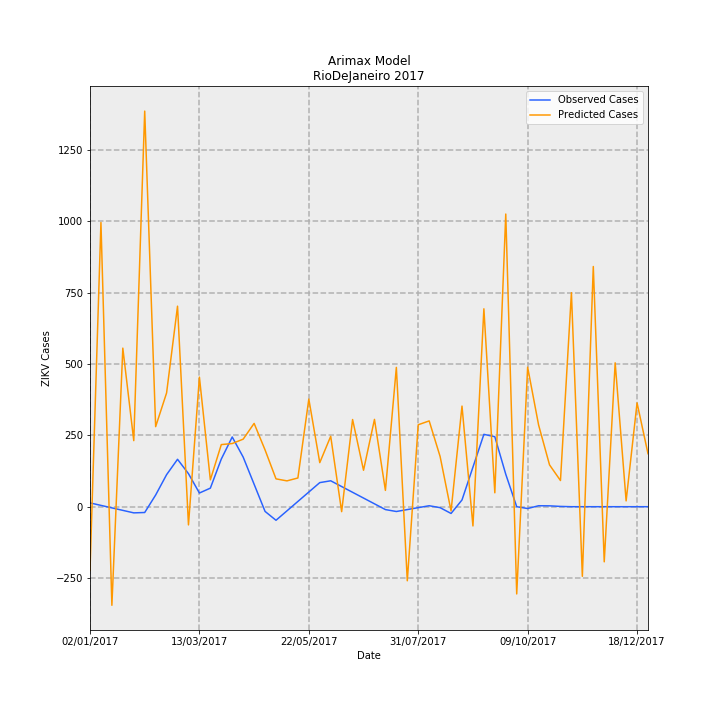 Arimax Model
RioDeJaneiro 2017
Observed Cases
Predicted Cases
1250
1000
750
500
250
0
−250
ZIKV Cases
02/01/2017 13/03/2017 22/05/2017 31/07/2017 09/10/2017 18/12/2017
Date